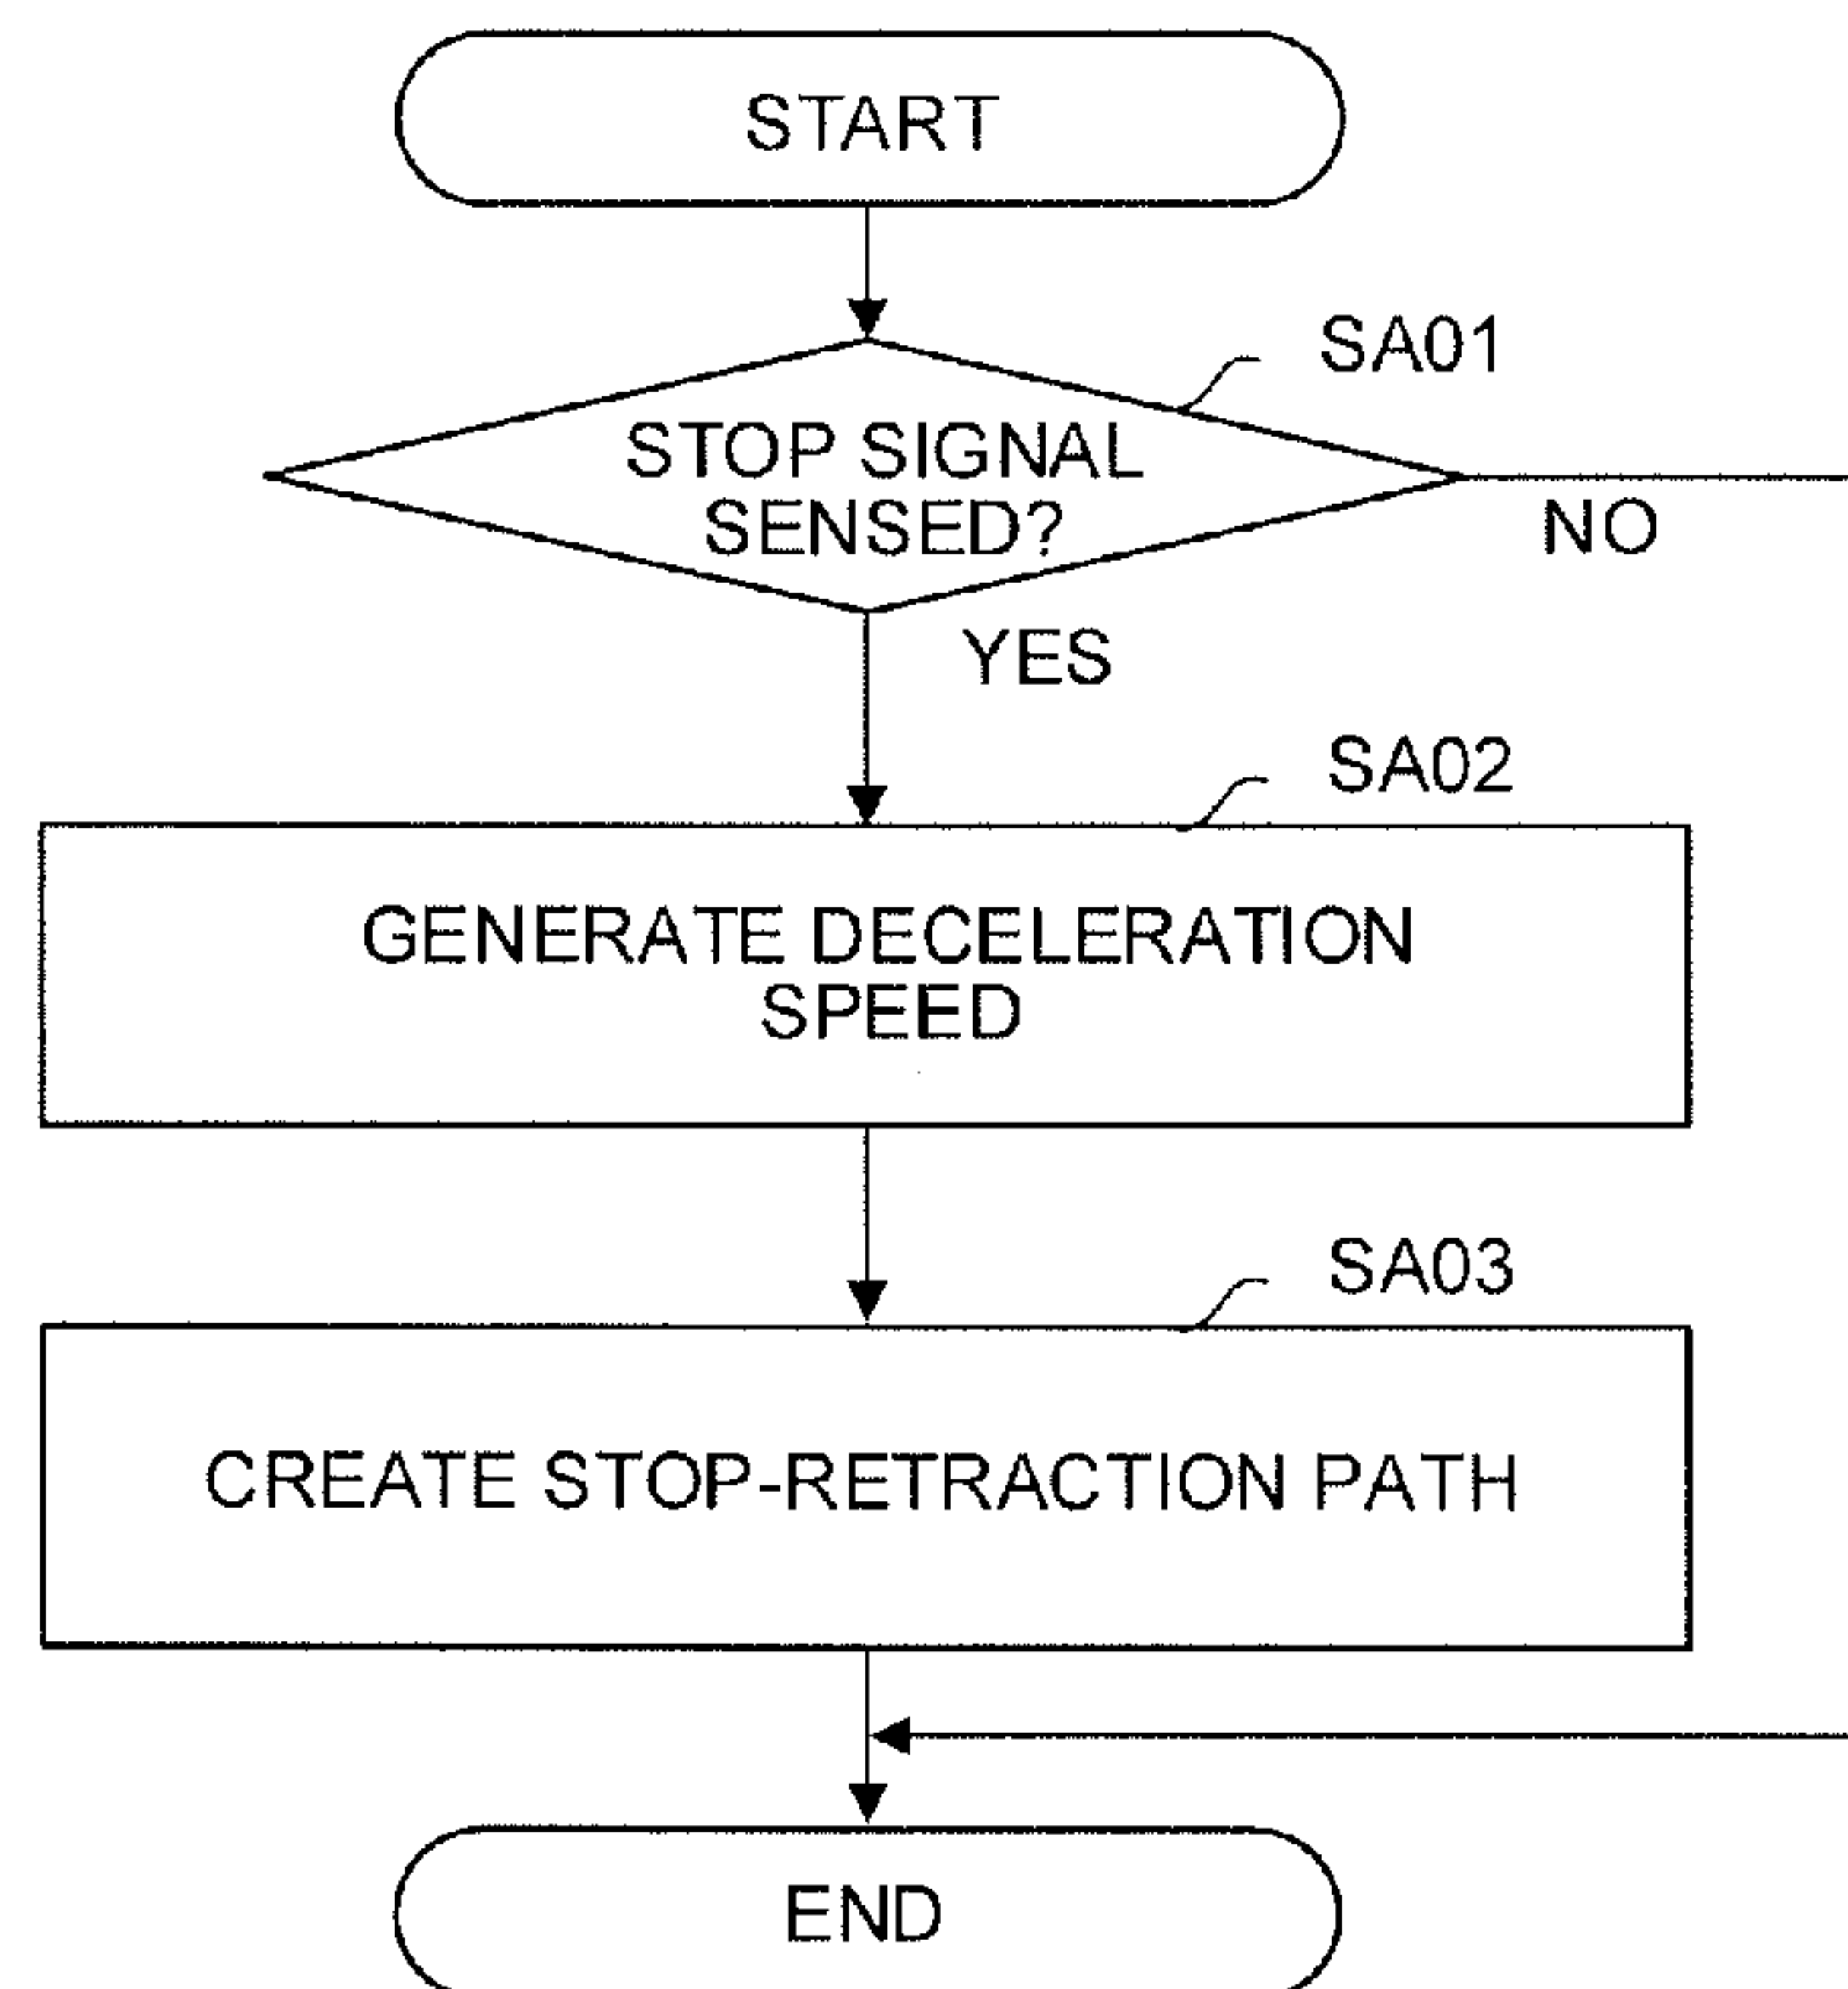 START
SA01
STOP SIGNAL
SENSED?
NO
YES
SA02
GENERATE DECELERATION
SPEED
SA03
CREATE STOP-RETRACTION PATH
END